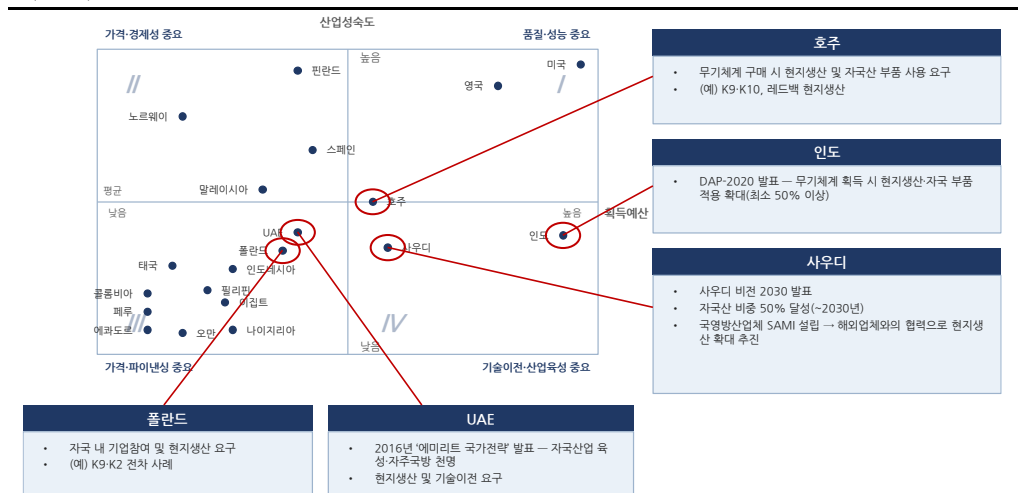 산업성숙도
가격·경제성 중요
품질·성능 중요
높음
II
I
핀란드
미국
영국
노르웨이
스페인
말레이시아
평균
호주
낮음
높음
획득예산
UAE
인도
폴란드
사우디
태국
인도네시아
콜롬비아
필리핀
이집트
페루
에콰도르
III
오만
나이지리아
IV
낮음
가격·파이낸싱 중요
기술이전·산업육성 중요
호주
• 무기체계 구매 시 현지생산 및 자국산 부품 사용 요구
• (예) K9·K10, 레드백 현지생산
인도
• DAP-2020 발표 — 무기체계 획득 시 현지생산·자국 부품
적용 확대(최소 50% 이상)
사우디
• 사우디 비전 2030 발표
• 자국산 비중 50% 달성(~2030년)
• 국영방산업체 SAMI 설립 → 해외업체와의 협력으로 현지생
산 확대 추진
폴란드
• 자국 내 기업참여 및 현지생산 요구
• (예) K9·K2 전차 사례
UAE
• 2016년 '에미리트 국가전략' 발표 — 자국산업 육
성·자주국방 천명
• 현지생산 및 기술이전 요구